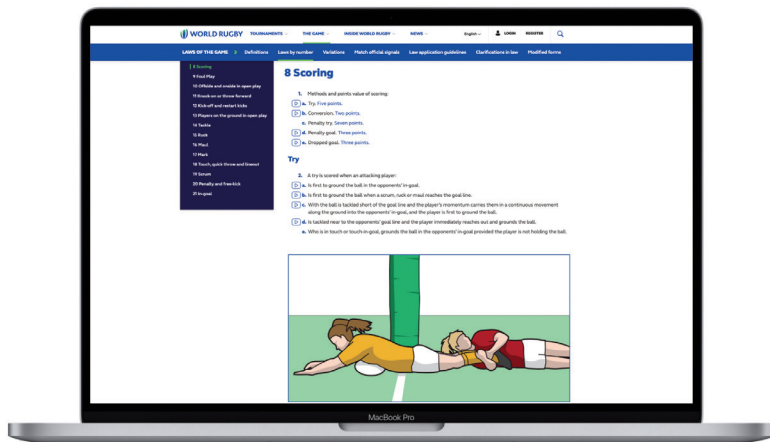 WORLD RUGBY TOURNAMENTS THE GAME INSIDE WORLD RUGBY NEWS English LOGIN REGISTER
LAWS OF THE GAME Definitions Laws by number Variations Match official signals Law application guidelines Clarifications in law Modified forms
8 Scoring
9 Foul Play
10 Offside and onside in open play
11 Knock-on or throw forward
12 Kick-off and restart kicks
13 Players on the ground in open play
14 Tackle
15 Ruck
16 Maul
17 Mark
18 Touch, quick throw and lineout
19 Scrum
20 Penalty and free-kick
21 In-goal
8 Scoring
1. Methods and points value of scoring:
a. Try. Five points.
b. Conversion. Two points.
c. Penalty try. Seven points.
d. Penalty goal. Three points.
e. Dropped goal. Three points.
Try
2. A try is scored when an attacking player:
a. Is first to ground the ball in the opponents' in-goal.
b. Is first to ground the ball when a scrum, ruck or maul reaches the goal line.
c. With the ball is tackled short of the goal line and the player's momentum carries them in a continuous movement
along the ground into the opponents' in-goal, and the player is first to ground the ball.
d. Is tackled near to the opponents' goal line and the player immediately reaches out and grounds the ball.
e. Who is in touch or touch-in-goal, grounds the ball in the opponents' in-goal provided the player is not holding the ball.
MacBook Pro